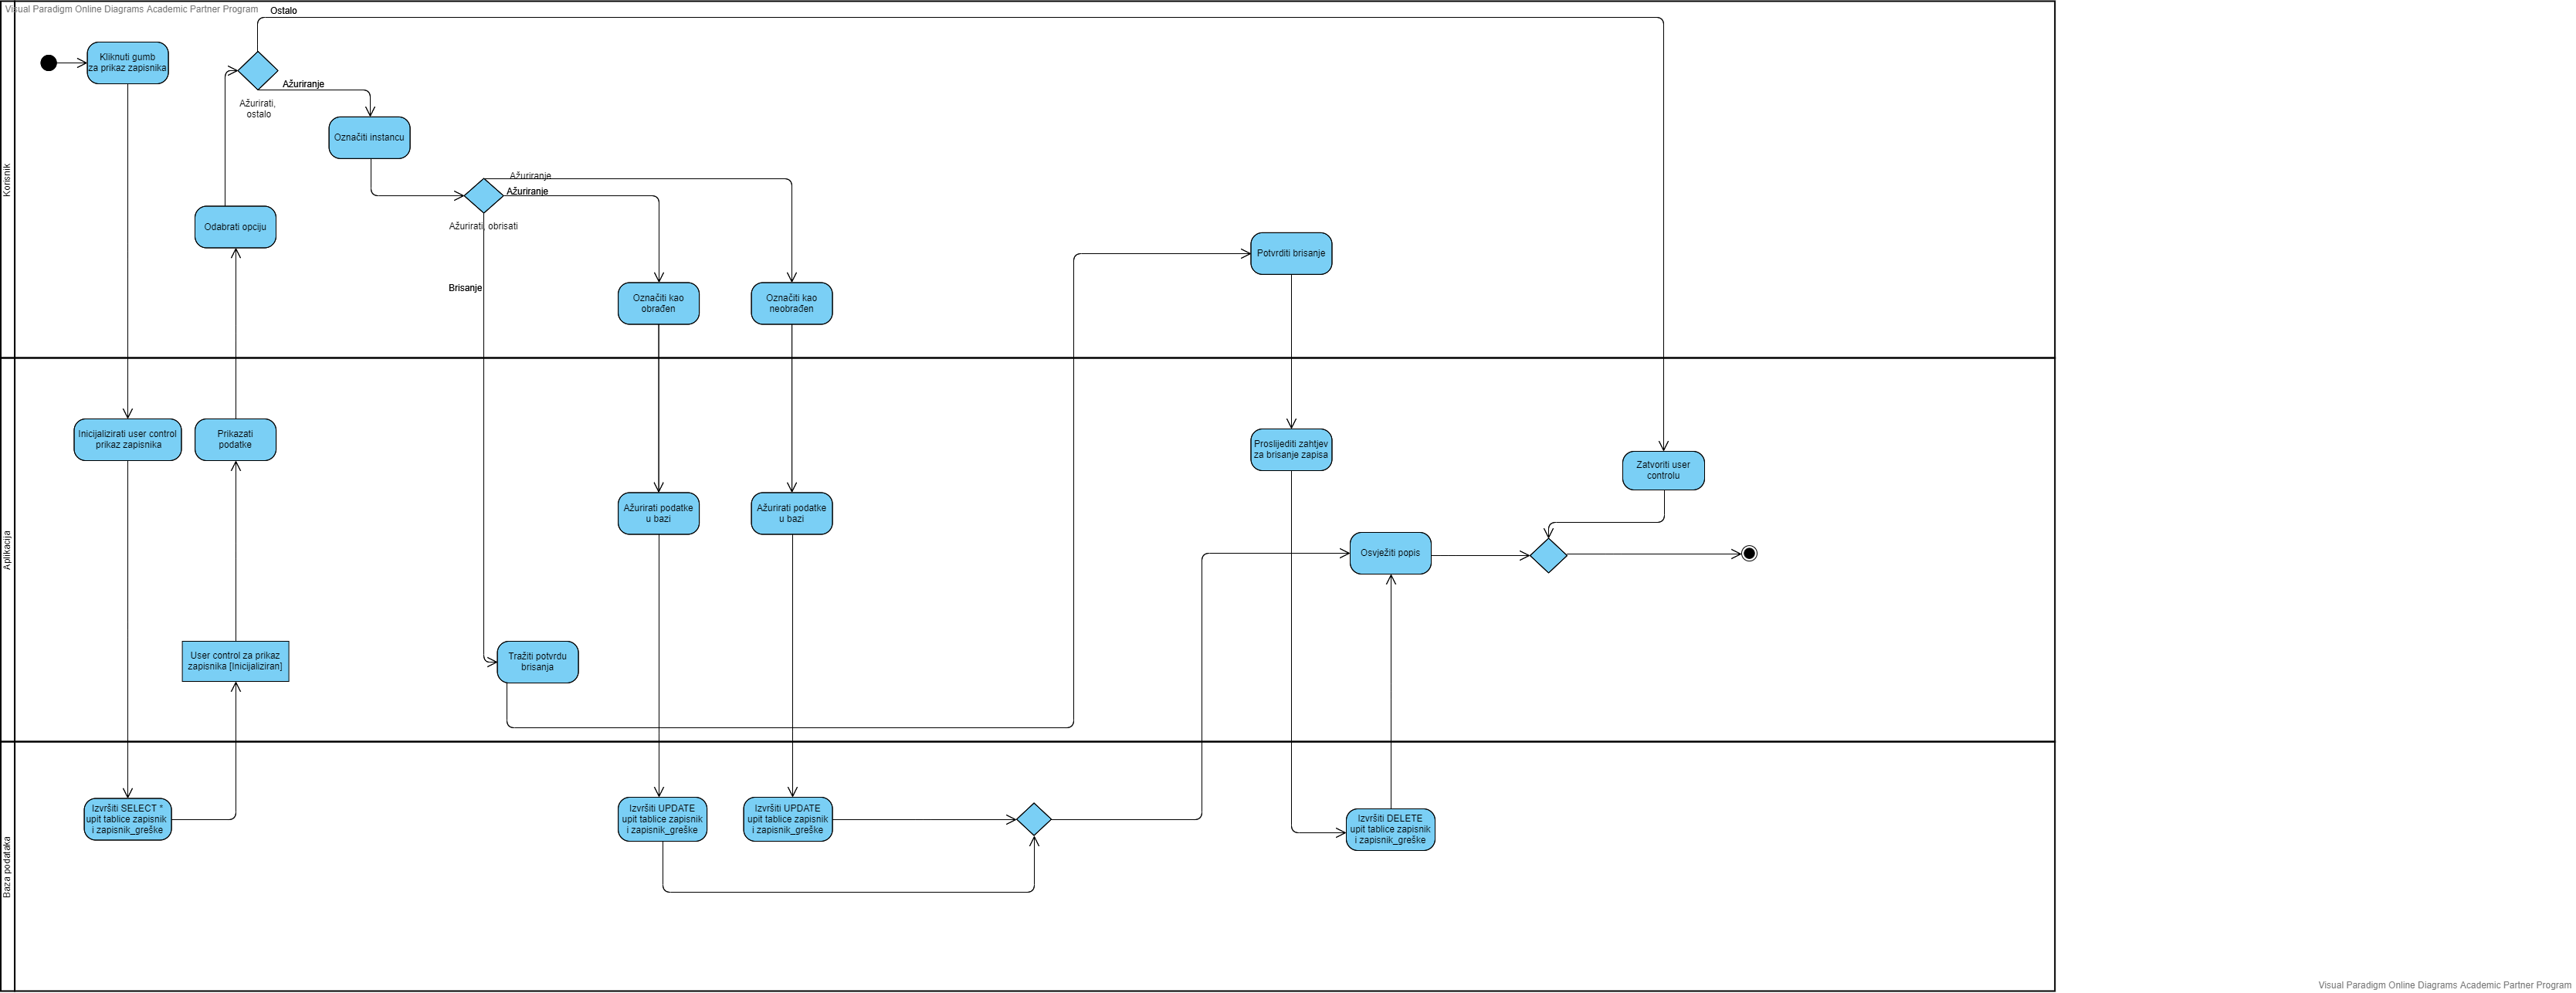 Visual Paradigm Online Diagrams Academic Partner Program
Ostalo
Kliknuti gumb
za prikaz zapisnika
Ažuriranje
Ažurirati,
ostalo
Označiti instancu
Korisnik
Ažuriranje
Ažuriranje
Ažurirati, obrisati
Odabrati opciju
Potvrditi brisanje
Brisanje
Označiti kao
obrađen
Označiti kao
neobrađen
Aplikacija
Inicijalizirati user control
prikaz zapisnika
Prikazati
podatke
Proslijediti zahtjev
za brisanje zapisa
Zatvoriti user
controlu
Ažurirati podatke
u bazi
Ažurirati podatke
u bazi
Osvježiti popis
User control za prikaz
zapisnika [Inicijaliziran]
Tražiti potvrdu
brisanja
Baza podataka
Izvršiti SELECT *
upit tablice zapisnik
i zapisnik_greške
Izvršiti UPDATE
upit tablice zapisnik
i zapisnik_greške
Izvršiti UPDATE
upit tablice zapisnik
i zapisnik_greške
Izvršiti DELETE
upit tablice zapisnik
i zapisnik_greške
Visual Paradigm Online Diagrams Academic Partner Program